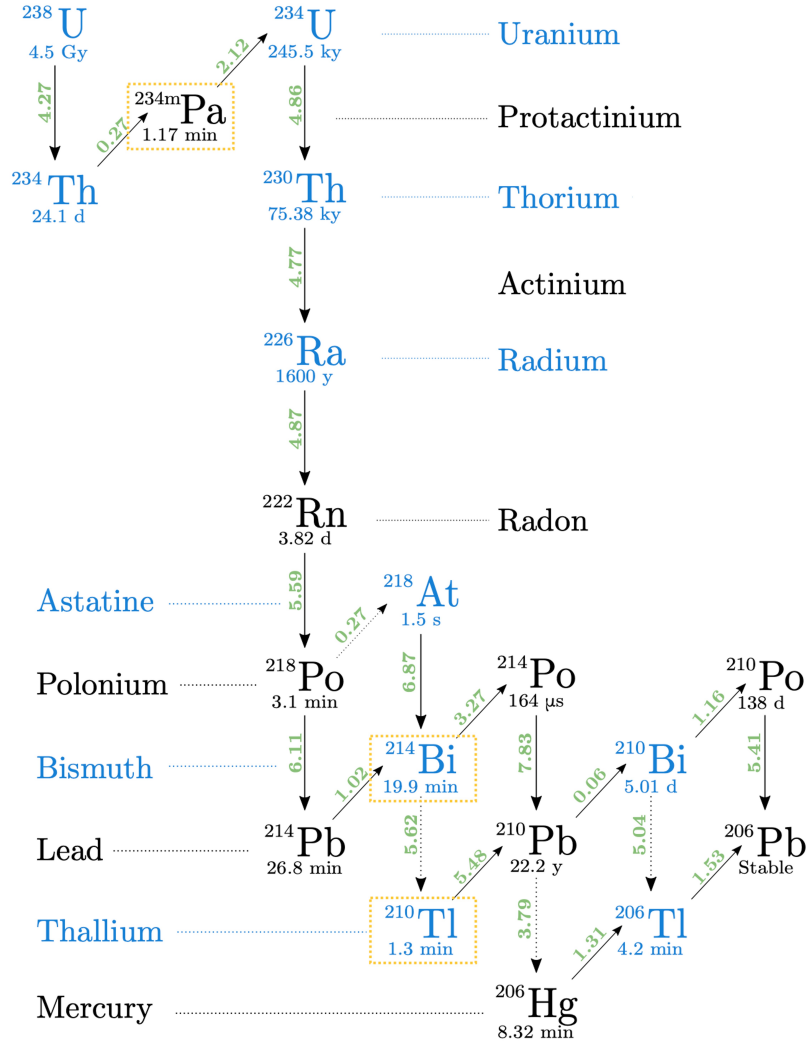 ²³⁸U ²³⁴U
4.5 Gy 245.5 ky Uranium
4.27 2.12 4.86
²³⁴ᵐPa Protactinium
1.17 min
0.27
²³⁴Th ²³⁰Th Thorium
24.1 d 75.38 ky
4.77
Actinium
²²⁶Ra Radium
1600 y
4.87
²²²Rn Radon
3.82 d
5.59
Astatine ²¹⁸At
0.27 1.5 s
6.87
Polonium ²¹⁸Po ²¹⁴Po ²¹⁰Po
3.1 min 164 µs 138 d
6.11 3.27 7.83 1.16 5.41
Bismuth ²¹⁴Bi ²¹⁰Bi
1.02 19.9 min 0.06 5.01 d
Lead ²¹⁴Pb 5.62 ²¹⁰Pb 5.04 ²⁰⁶Pb
26.8 min 5.48 22.2 y 1.53 Stable
Thallium ²¹⁰Tl 3.79 ²⁰⁶Tl
1.3 min 1.31 4.2 min
Mercury ²⁰⁶Hg
8.32 min